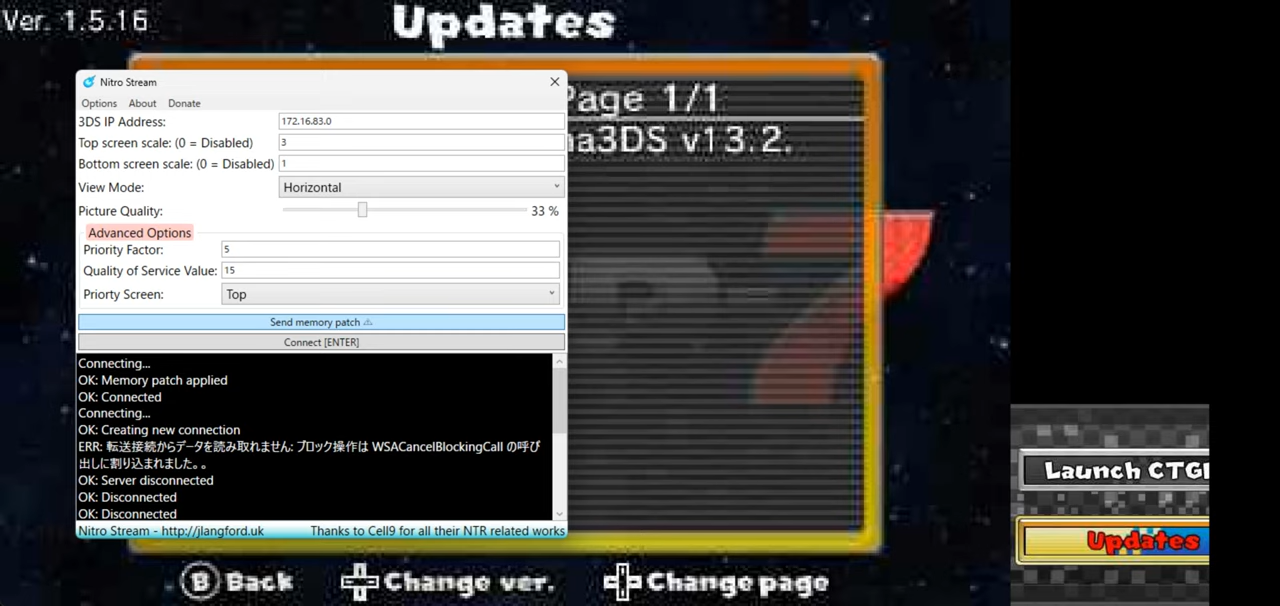 Ver. 1.5.16
Updates
Nitro Stream
Options About Donate
3DS IP Address: 172.16.83.0
Top screen scale: (0 = Disabled) 3
Bottom screen scale: (0 = Disabled) 1
View Mode: Horizontal
Picture Quality: 33 %
Advanced Options
Priority Factor: 5
Quality of Service Value: 15
Priorty Screen: Top
Send memory patch ⚠
Connect [ENTER]
Connecting...
OK: Memory patch applied
OK: Connected
Connecting...
OK: Creating new connection
ERR: 転送接続からデータを読み取れません: ブロック操作は WSACancelBlockingCall の呼び
出しに割り込まれました。。
OK: Server disconnected
OK: Disconnected
OK: Disconnected
Nitro Stream - http://jlangford.uk Thanks to Cell9 for all their NTR related works
Page 1/1
a3DS v13.2.
Launch CTG
Updates
B Back Change ver. Change page